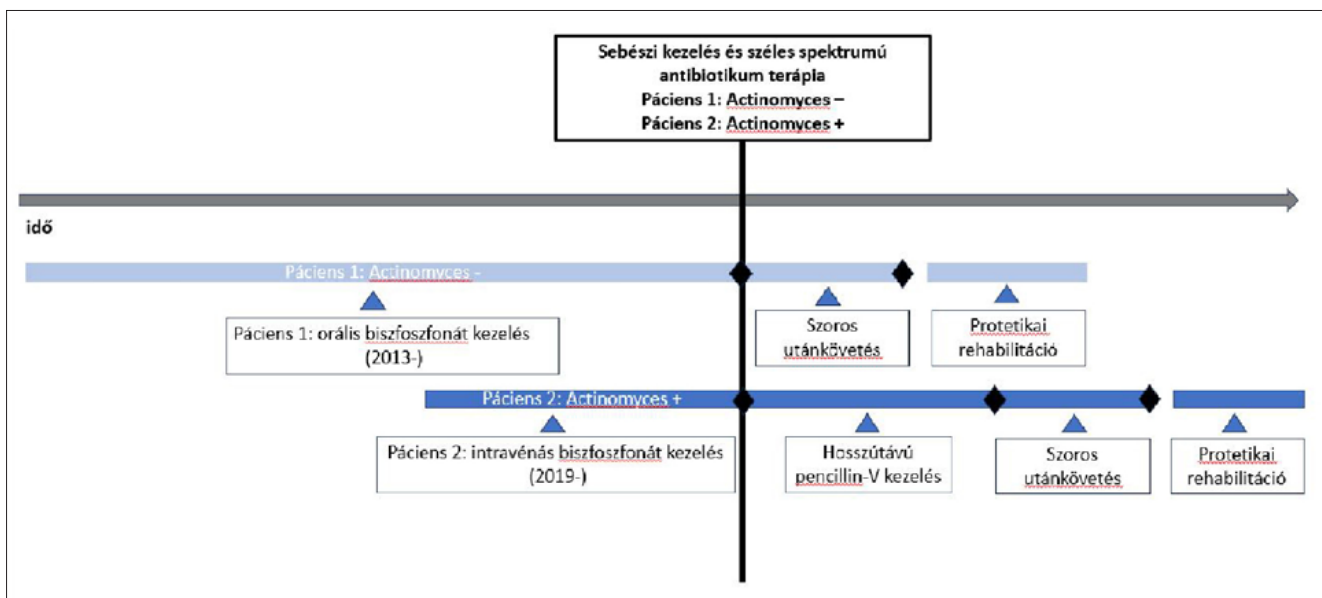 Sebészi kezelés és széles spektrumú
antibiotikum terápia
Páciens 1: Actinomyces –
Páciens 2: Actinomyces +
idő
Páciens 1: Actinomyces -
Páciens 1: orális biszfoszfonát kezelés
(2013-)
Szoros
utánkövetés
Protetikai
rehabilitáció
Páciens 2: Actinomyces +
Páciens 2: intravénás biszfoszfonát kezelés
(2019-)
Hosszútávú
pencillin-V kezelés
Szoros
utánkövetés
Protetikai
rehabilitáció